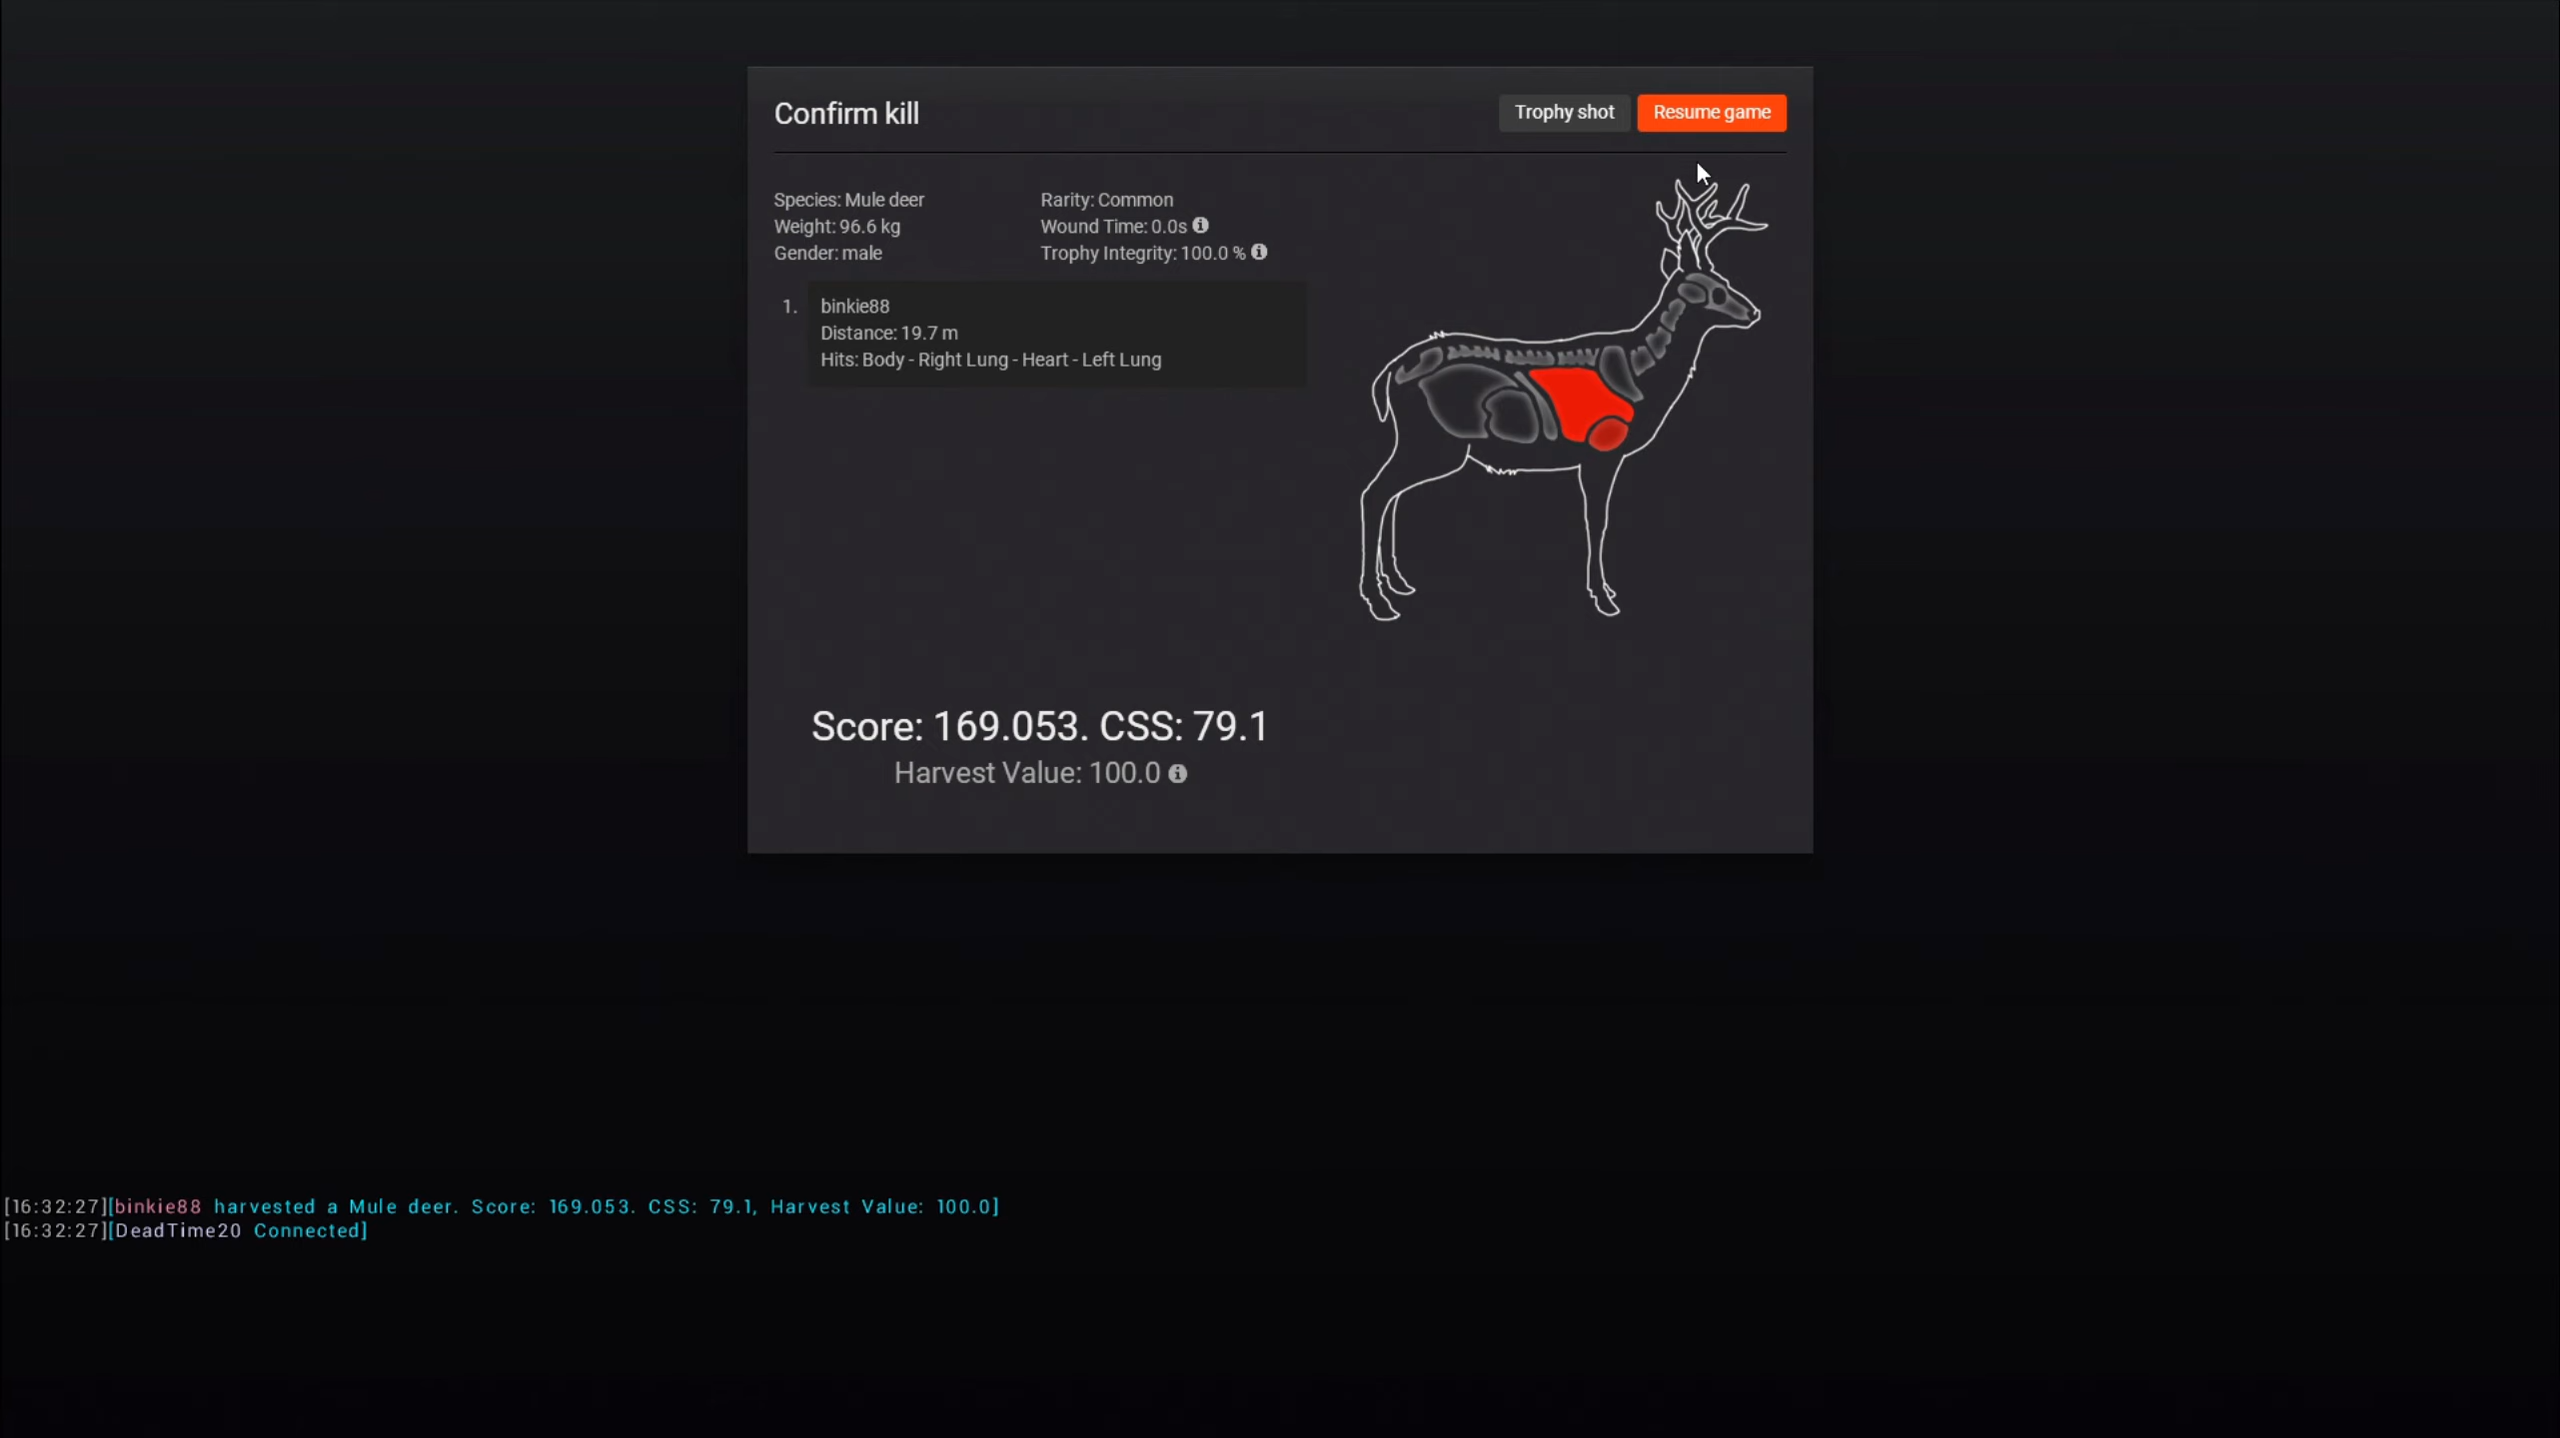 Confirm kill
Trophy shot
Resume game
Species: Mule deer
Weight: 96.6 kg
Gender: male
Rarity: Common
Wound Time: 0.0s
Trophy Integrity: 100.0 %
1.
binkie88
Distance: 19.7 m
Hits: Body - Right Lung - Heart - Left Lung
Score: 169.053. CSS: 79.1
Harvest Value: 100.0
[16:32:27][binkie88 harvested a Mule deer. Score: 169.053. CSS: 79.1, Harvest Value: 100.0]
[16:32:27][DeadTime20 Connected]